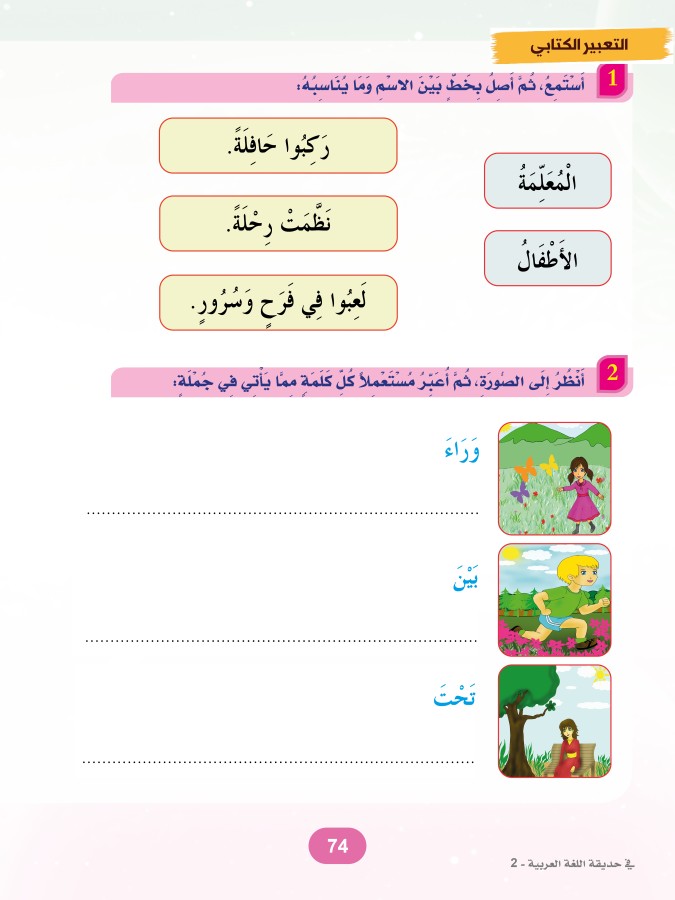 التعبير الكتابي
1 أَسْتَمِعُ، ثُمَّ أَصِلُ بِخَطٍّ بَيْنَ الاسْمِ وَمَا يُنَاسِبُهُ:
رَكِبُوا حَافِلَةً.
الْمُعَلِّمَةُ
نَظَّمَتْ رِحْلَةً.
الأَطْفَالُ
لَعِبُوا فِي فَرَحٍ وَسُرُورٍ.
2 أَنْظُرُ إِلَى الصُّورَةِ، ثُمَّ أُعَبِّرُ مُسْتَعْمِلاً كُلِّ كَلِمَةٍ مِمَّا يَأْتِي فِي جُمْلَةٍ:
وَرَاءَ
بَيْنَ
تَحْتَ
74
في حديقة اللغة العربية - 2